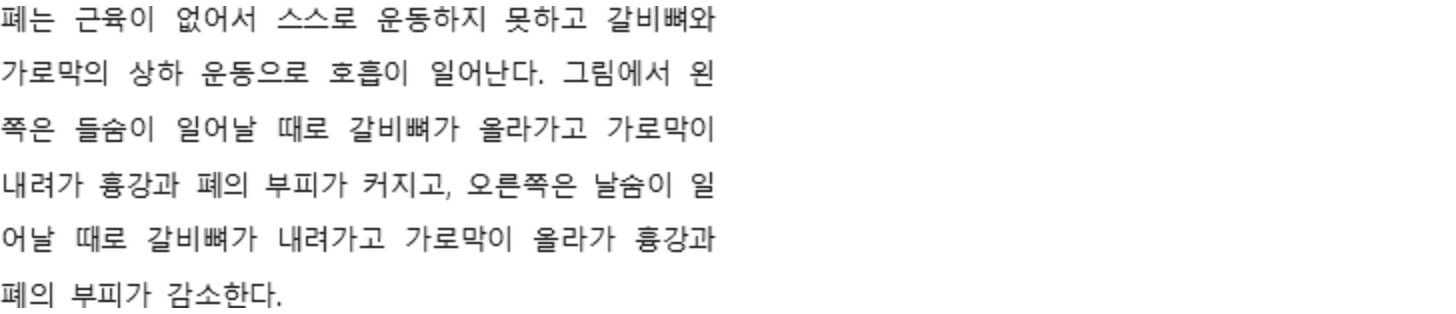 폐는 근육이 없어서 스스로 운동하지 못하고 갈비뼈와
가로막의 상하 운동으로 호흡이 일어난다. 그림에서 왼
쪽은 들숨이 일어날 때로 갈비뼈가 올라가고 가로막이
내려가 흉강과 폐의 부피가 커지고, 오른쪽은 날숨이 일
어날 때로 갈비뼈가 내려가고 가로막이 올라가 흉강과
폐의 부피가 감소한다.